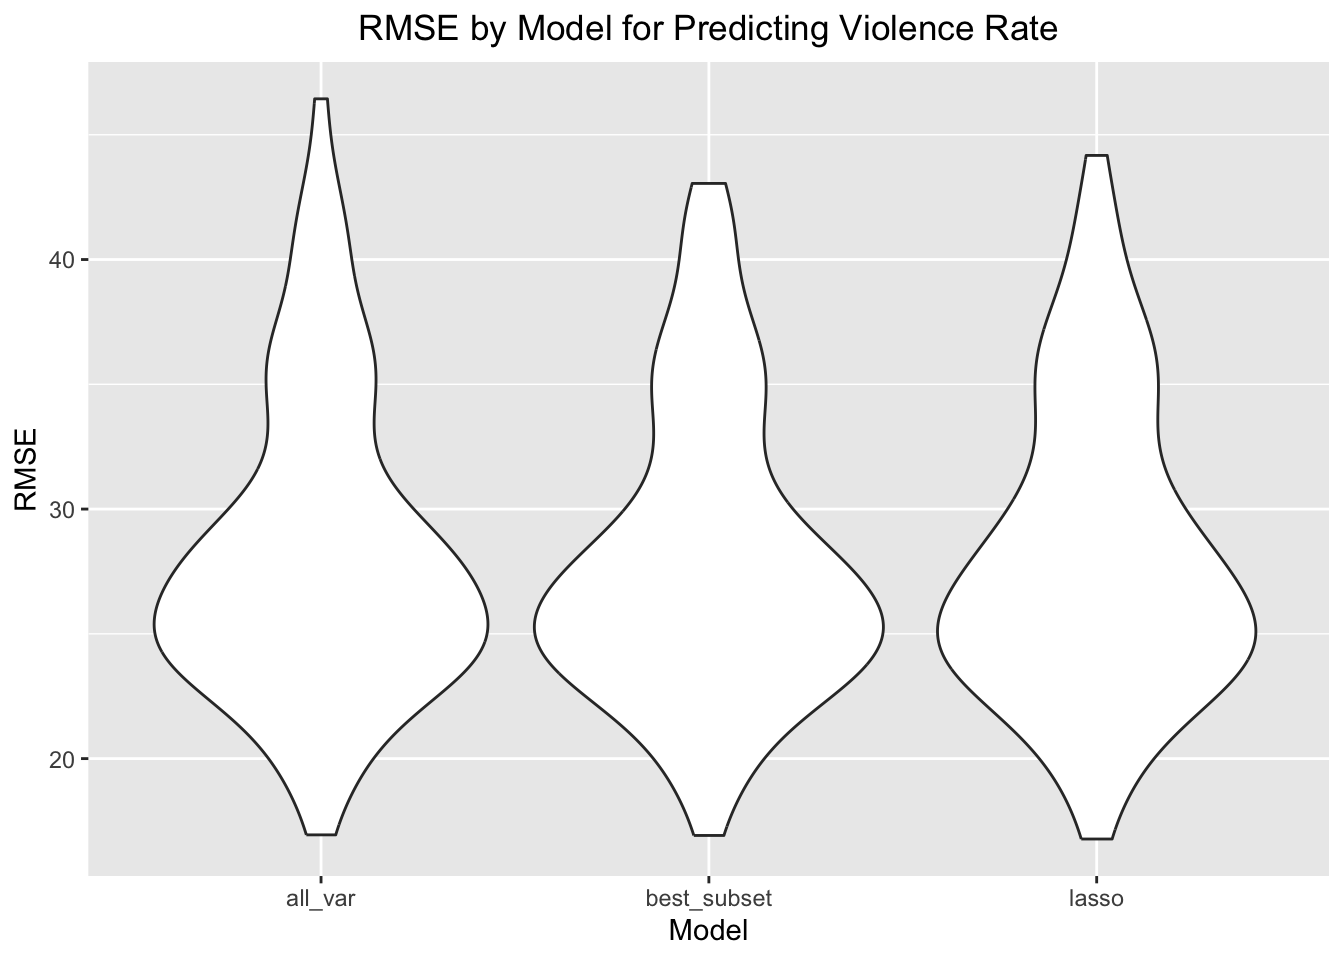 RMSE by Model for Predicting Violence Rate
RMSE
40
30
20
all_var
best_subset
lasso
Model